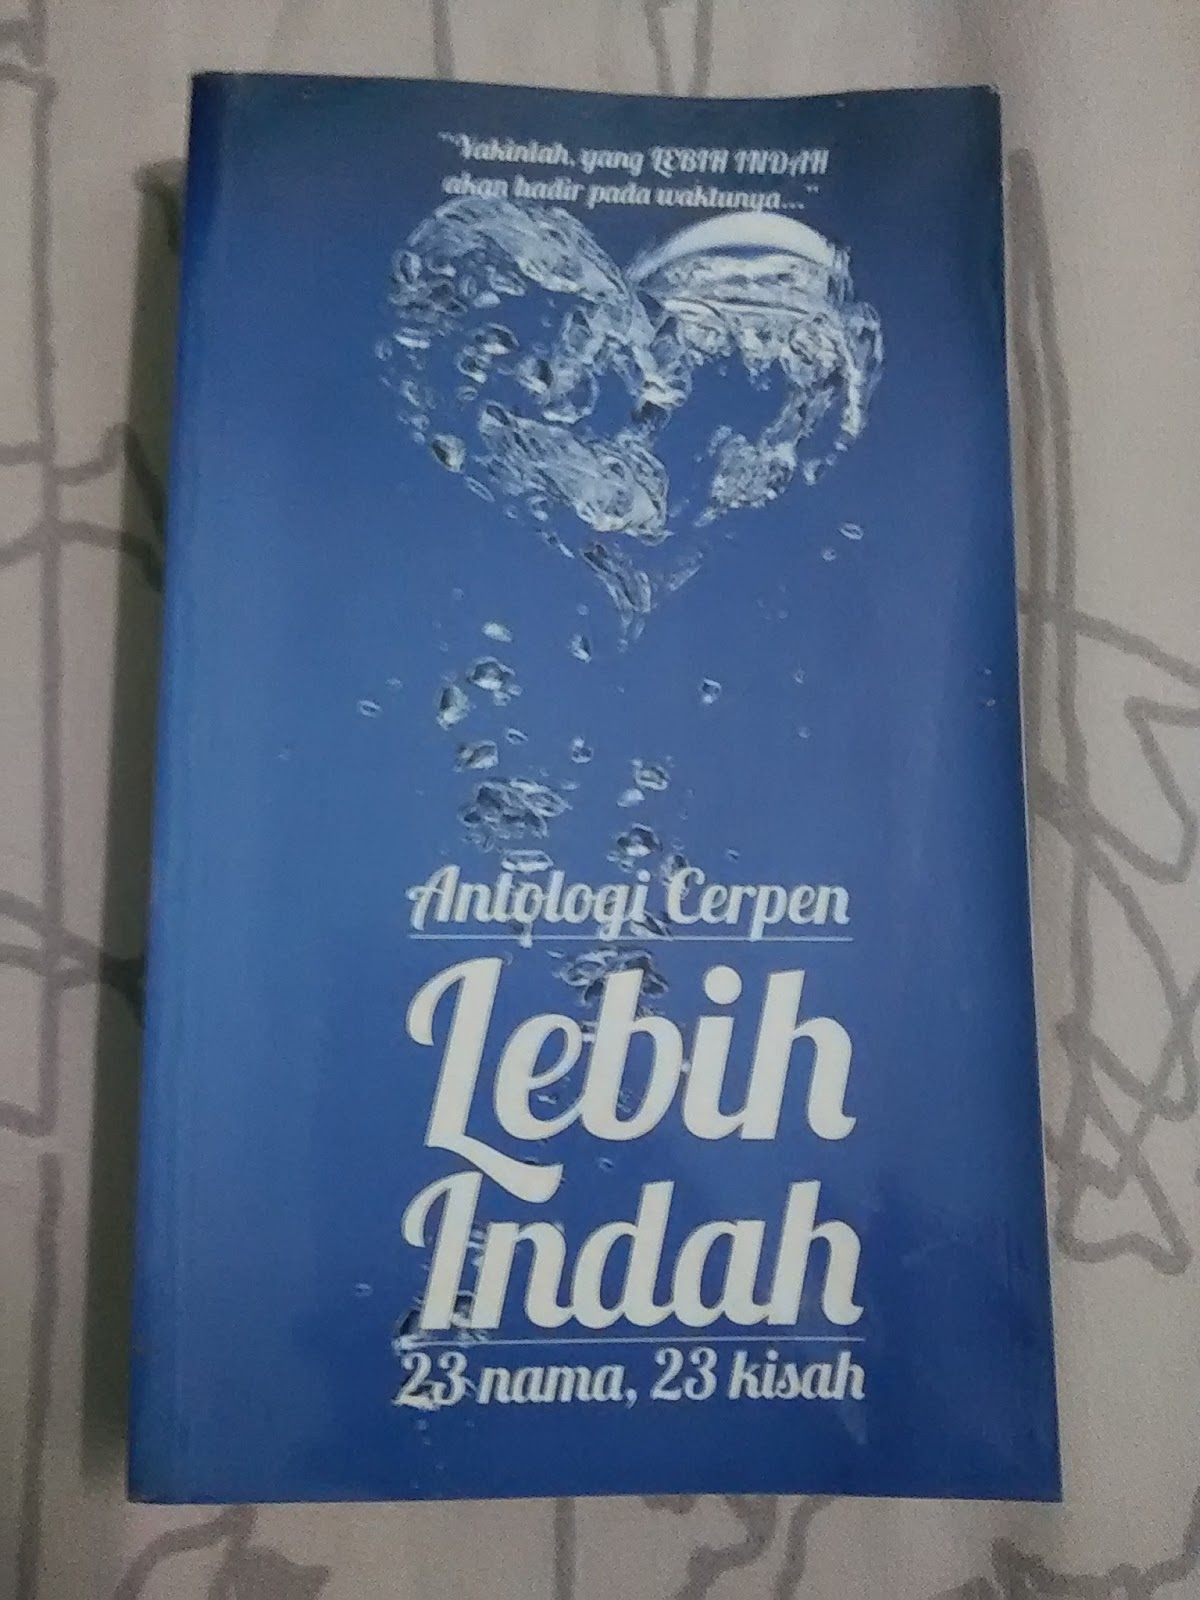 "Yakinlah, yang LEBIH INDAH
akan hadir pada waktunya..."
Antologi Cerpen
Lebih
Indah
23 nama, 23 kisah